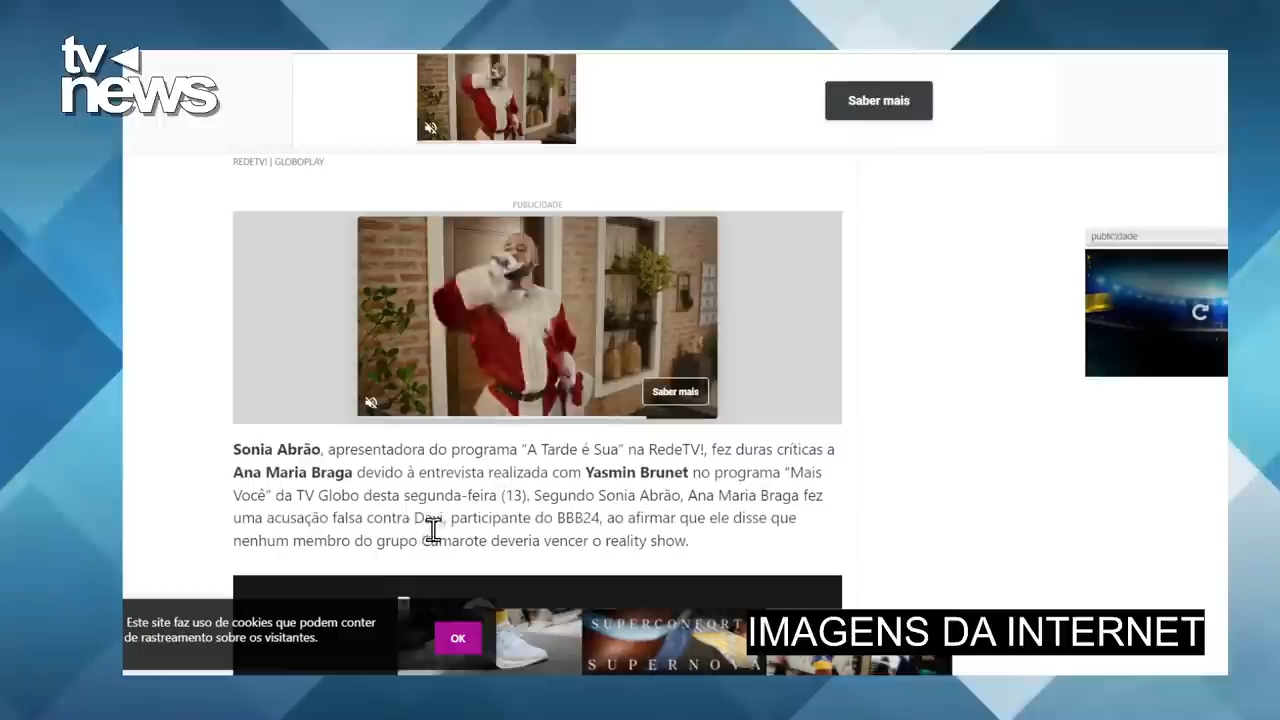 tv
news
Saber mais
REDETV! | GLOBOPLAY
PUBLICIDADE
publicidade
Saber mais
Sonia Abrão, apresentadora do programa “A Tarde é Sua” na RedeTV!, fez duras críticas a
Ana Maria Braga devido à entrevista realizada com Yasmin Brunet no programa “Mais
Você” da TV Globo desta segunda-feira (13). Segundo Sonia Abrão, Ana Maria Braga fez
uma acusação falsa contra Davi, participante do BBB24, ao afirmar que ele disse que
nenhum membro do grupo Camarote deveria vencer o reality show.
Este site faz uso de cookies que podem conter
de rastreamento sobre os visitantes.
OK
SUPERCONFORT
SUPERNOVA
IMAGENS DA INTERNET